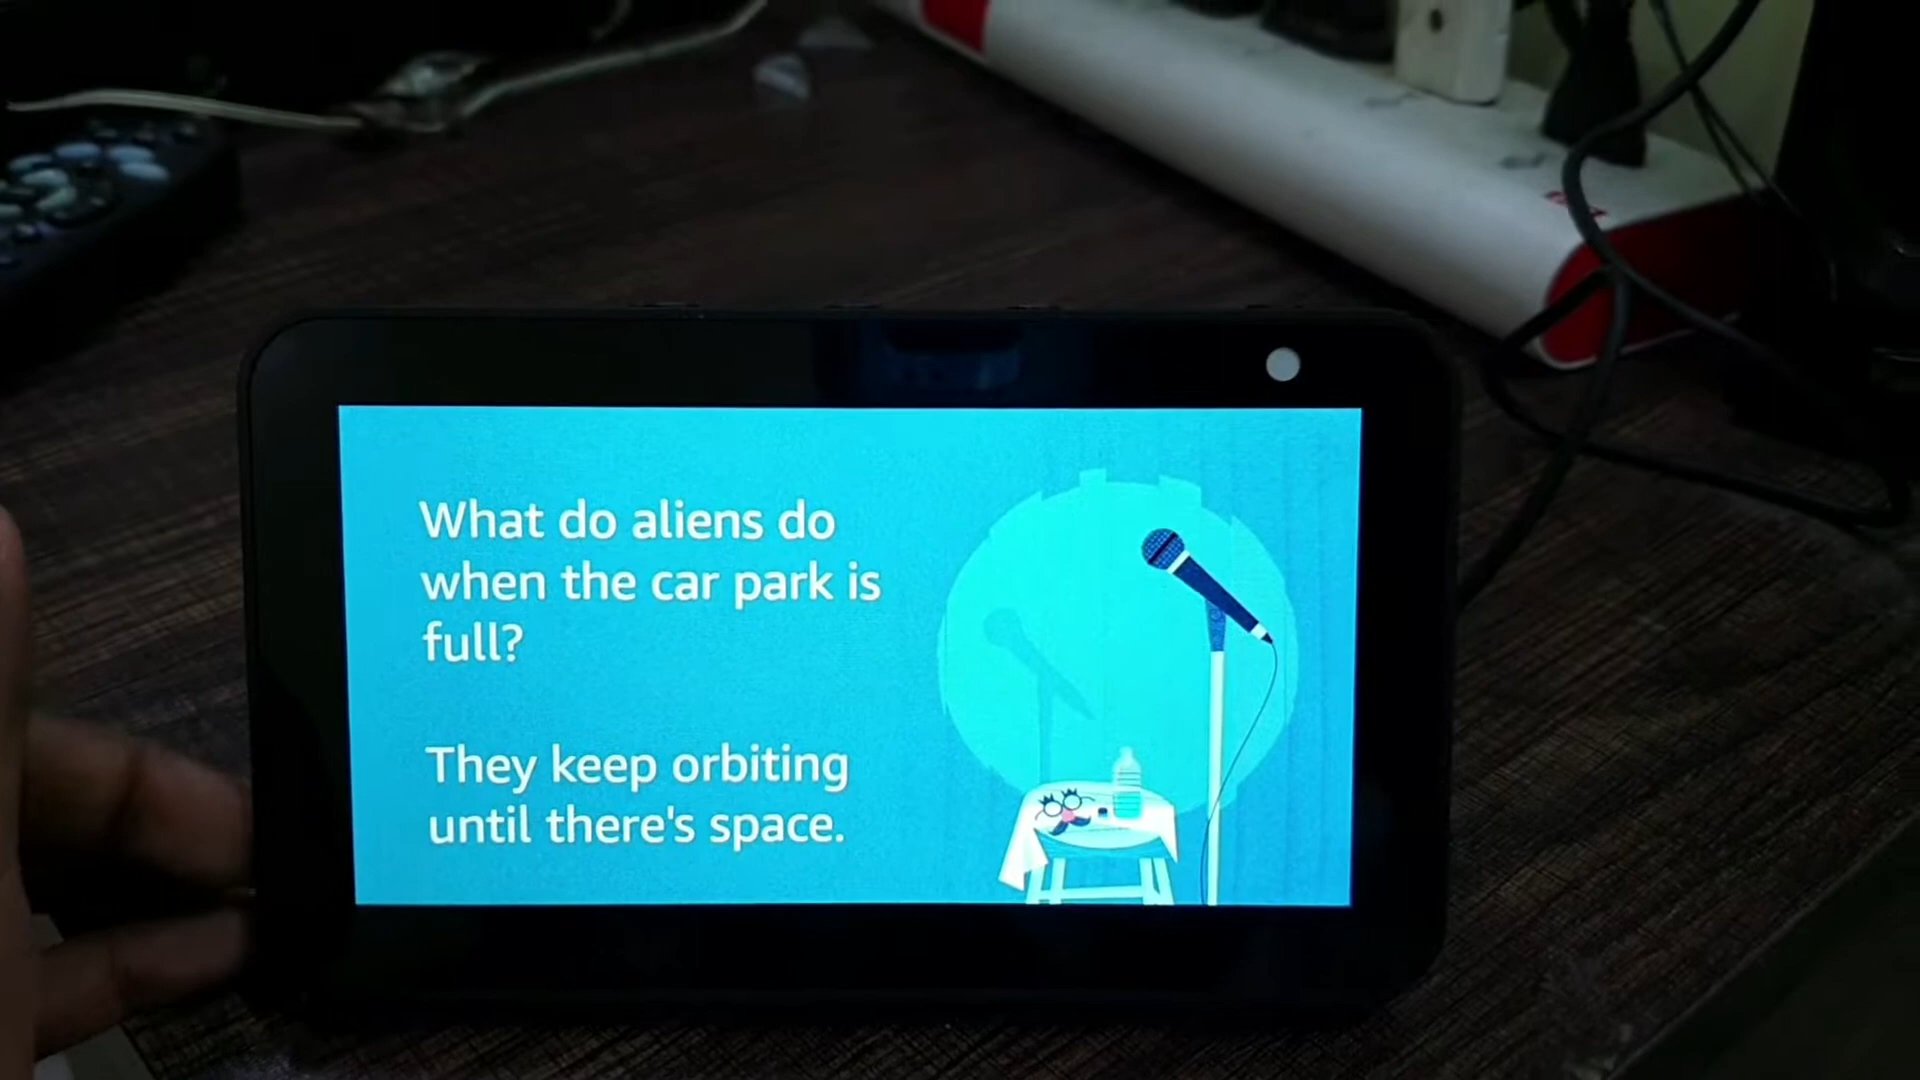 What do aliens do
when the car park is
full?
They keep orbiting
until there's space.